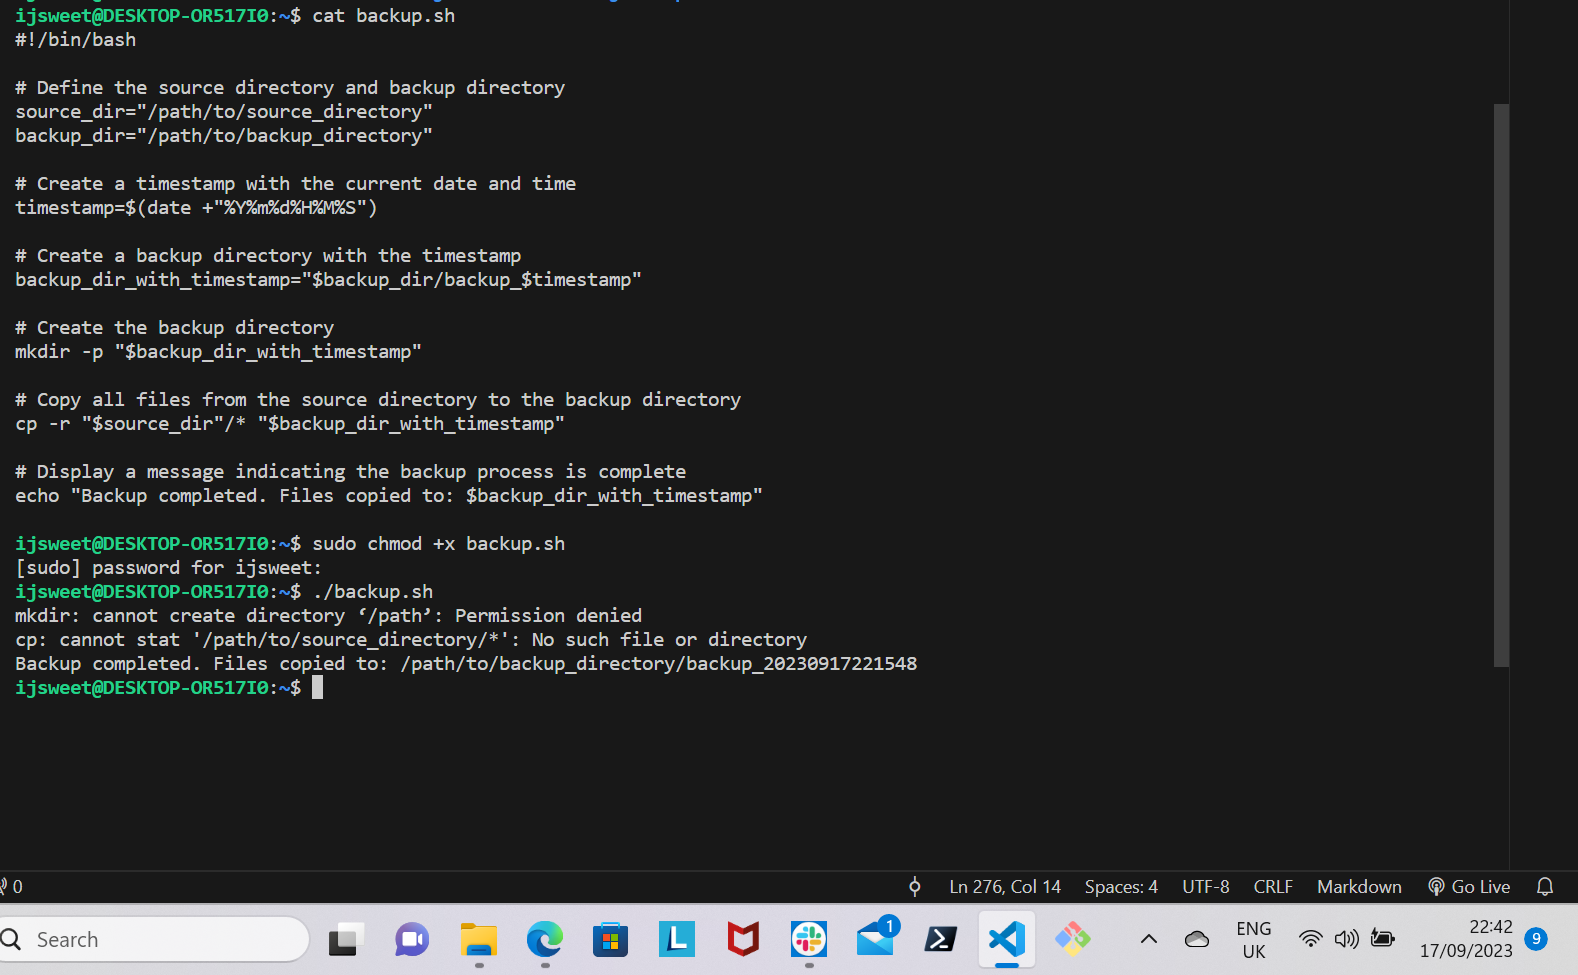 ijsweet@DESKTOP-OR517I0:~$ cat backup.sh
#!/bin/bash
# Define the source directory and backup directory
source_dir="/path/to/source_directory"
backup_dir="/path/to/backup_directory"
# Create a timestamp with the current date and time
timestamp=$(date +"%Y%m%d%H%M%S")
# Create a backup directory with the timestamp
backup_dir_with_timestamp="$backup_dir/backup_$timestamp"
# Create the backup directory
mkdir -p "$backup_dir_with_timestamp"
# Copy all files from the source directory to the backup directory
cp -r "$source_dir"/* "$backup_dir_with_timestamp"
# Display a message indicating the backup process is complete
echo "Backup completed. Files copied to: $backup_dir_with_timestamp"
ijsweet@DESKTOP-OR517I0:~$ sudo chmod +x backup.sh
[sudo] password for ijsweet:
ijsweet@DESKTOP-OR517I0:~$ ./backup.sh
mkdir: cannot create directory ‘/path’: Permission denied
cp: cannot stat '/path/to/source_directory/*': No such file or directory
Backup completed. Files copied to: /path/to/backup_directory/backup_20230917221548
ijsweet@DESKTOP-OR517I0:~$
0 Ln 276, Col 14 Spaces: 4 UTF-8 CRLF Markdown Go Live
Search L 1 ENG 22:42
UK 17/09/2023 9